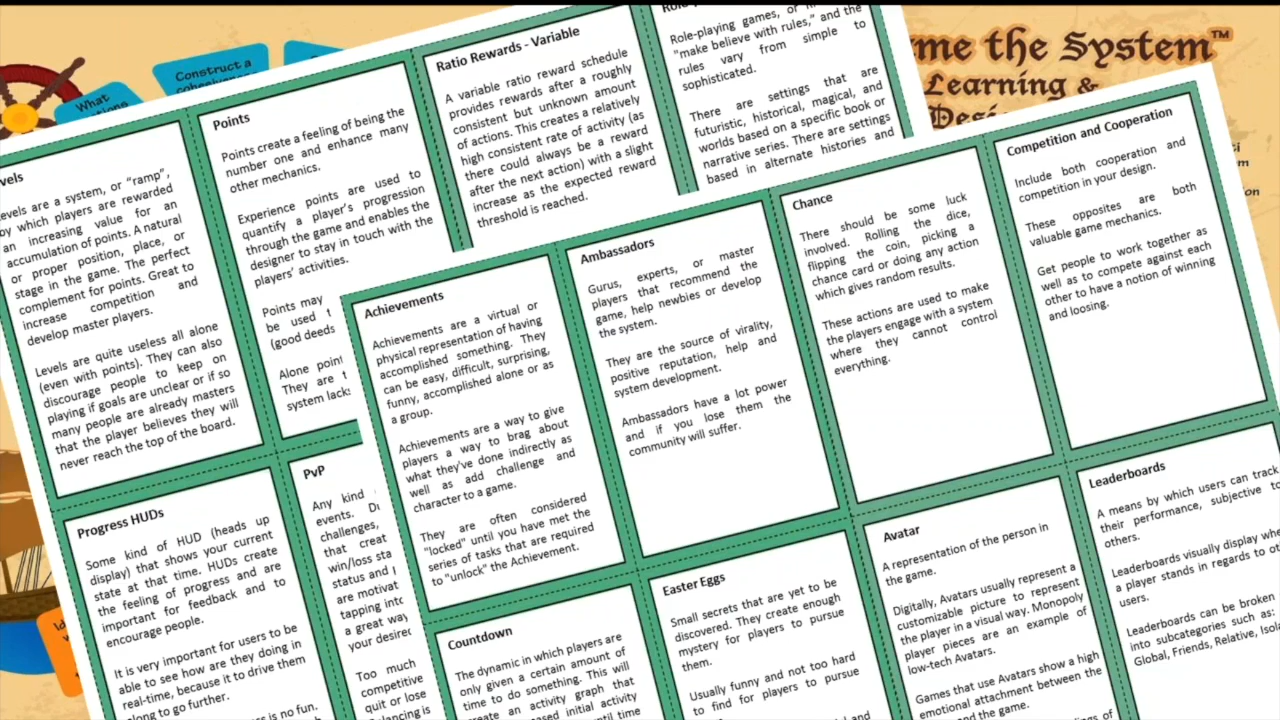 Construct a
What
me the System™
Learning &
Ratio Rewards - Variable
A variable ratio reward schedule
provides rewards after a roughly
consistent but unknown amount
of actions. This creates a relatively
high consistent rate of activity (as
there could always be a reward
after the next action) with a slight
increase as the expected reward
threshold is reached.
Role-playing games, or
"make believe with rules," and the
rules vary from simple to
sophisticated.
There are settings that are
futuristic, historical, magical, and
worlds based on a specific book or
narrative series. There are settings
based in alternate histories and
Points
Points create a feeling of being the
number one and enhance many
other mechanics.
Experience points are used to
quantify a player's progression
through the game and enables the
designer to stay in touch with the
players' activities.
Points may
be used t
(good deeds
Alone point
They are t
system lacks
vels
evels are a system, or "ramp",
by which players are rewarded
an increasing value for an
accumulation of points. A natural
or proper position, place, or
stage in the game. The perfect
complement for points. Great to
increase competition and
develop master players.
Levels are quite useless all alone
(even with points). They can also
discourage people to keep on
playing if goals are unclear or if so
many people are already masters
that the player believes they will
never reach the top of the board.
Progress HUDs
Some kind of HUD (heads up
display) that shows your current
state at that time. HUDs create
the feeling of progress and are
important for feedback and to
encourage people.
It is very important for users to be
able to see how are they doing in
real-time, because it to drive them
along to go further.
ess is no fun.
PvP
Any kind
events. Du
challenges,
that creat
win/loss sta
status and
are motivat
tapping into
a great way
your desired
Too much
competitive
quit or lose
Achievements
Achievements are a virtual or
physical representation of having
accomplished something. They
can be easy, difficult, surprising,
funny, accomplished alone or as
a group.
Achievements are a way to give
players a way to brag about
what they've done indirectly as
well as add challenge and
character to a game.
They are often considered
"locked" until you have met the
series of tasks that are required
to "unlock" the Achievement.
Ambassadors
Gurus, experts, or master
players that recommend the
game, help newbies or develop
the system.
They are the source of virality,
positive reputation, help and
system development.
Ambassadors have a lot power
and if you lose them the
community will suffer.
Chance
There should be some luck
involved. Rolling the dice,
flipping the coin, picking a
chance card or doing any action
which gives random results.
These actions are used to make
the players engage with a system
where they cannot control
everything.
Competition and Cooperation
Include both cooperation and
competition in your design.
These opposites are both
valuable game mechanics.
Get people to work together as
well as to compete against each
other to have a notion of winning
and loosing.
Countdown
The dynamic in which players are
only given a certain amount of
time to do something. This will
create an activity graph that
initial activity
until time
Easter Eggs
Small secrets that are yet to be
discovered. They create enough
mystery for players to pursue
them.
Usually funny and not too hard
to find for players to pursue
Avatar
A representation of the person in
the game.
Digitally, Avatars usually represent a
customizable picture to represent
the player in a visual way. Monopoly
player pieces are an example of
low-tech Avatars.
Games that use Avatars show a high
emotional attachment between the
and the game.
Leaderboards
A means by which users can track
their performance, subjective to
others.
Leaderboards visually display whe
a player stands in regards to ot
users.
Leaderboards can be broken
into subcategories such as:
Global, Friends, Relative, Isol